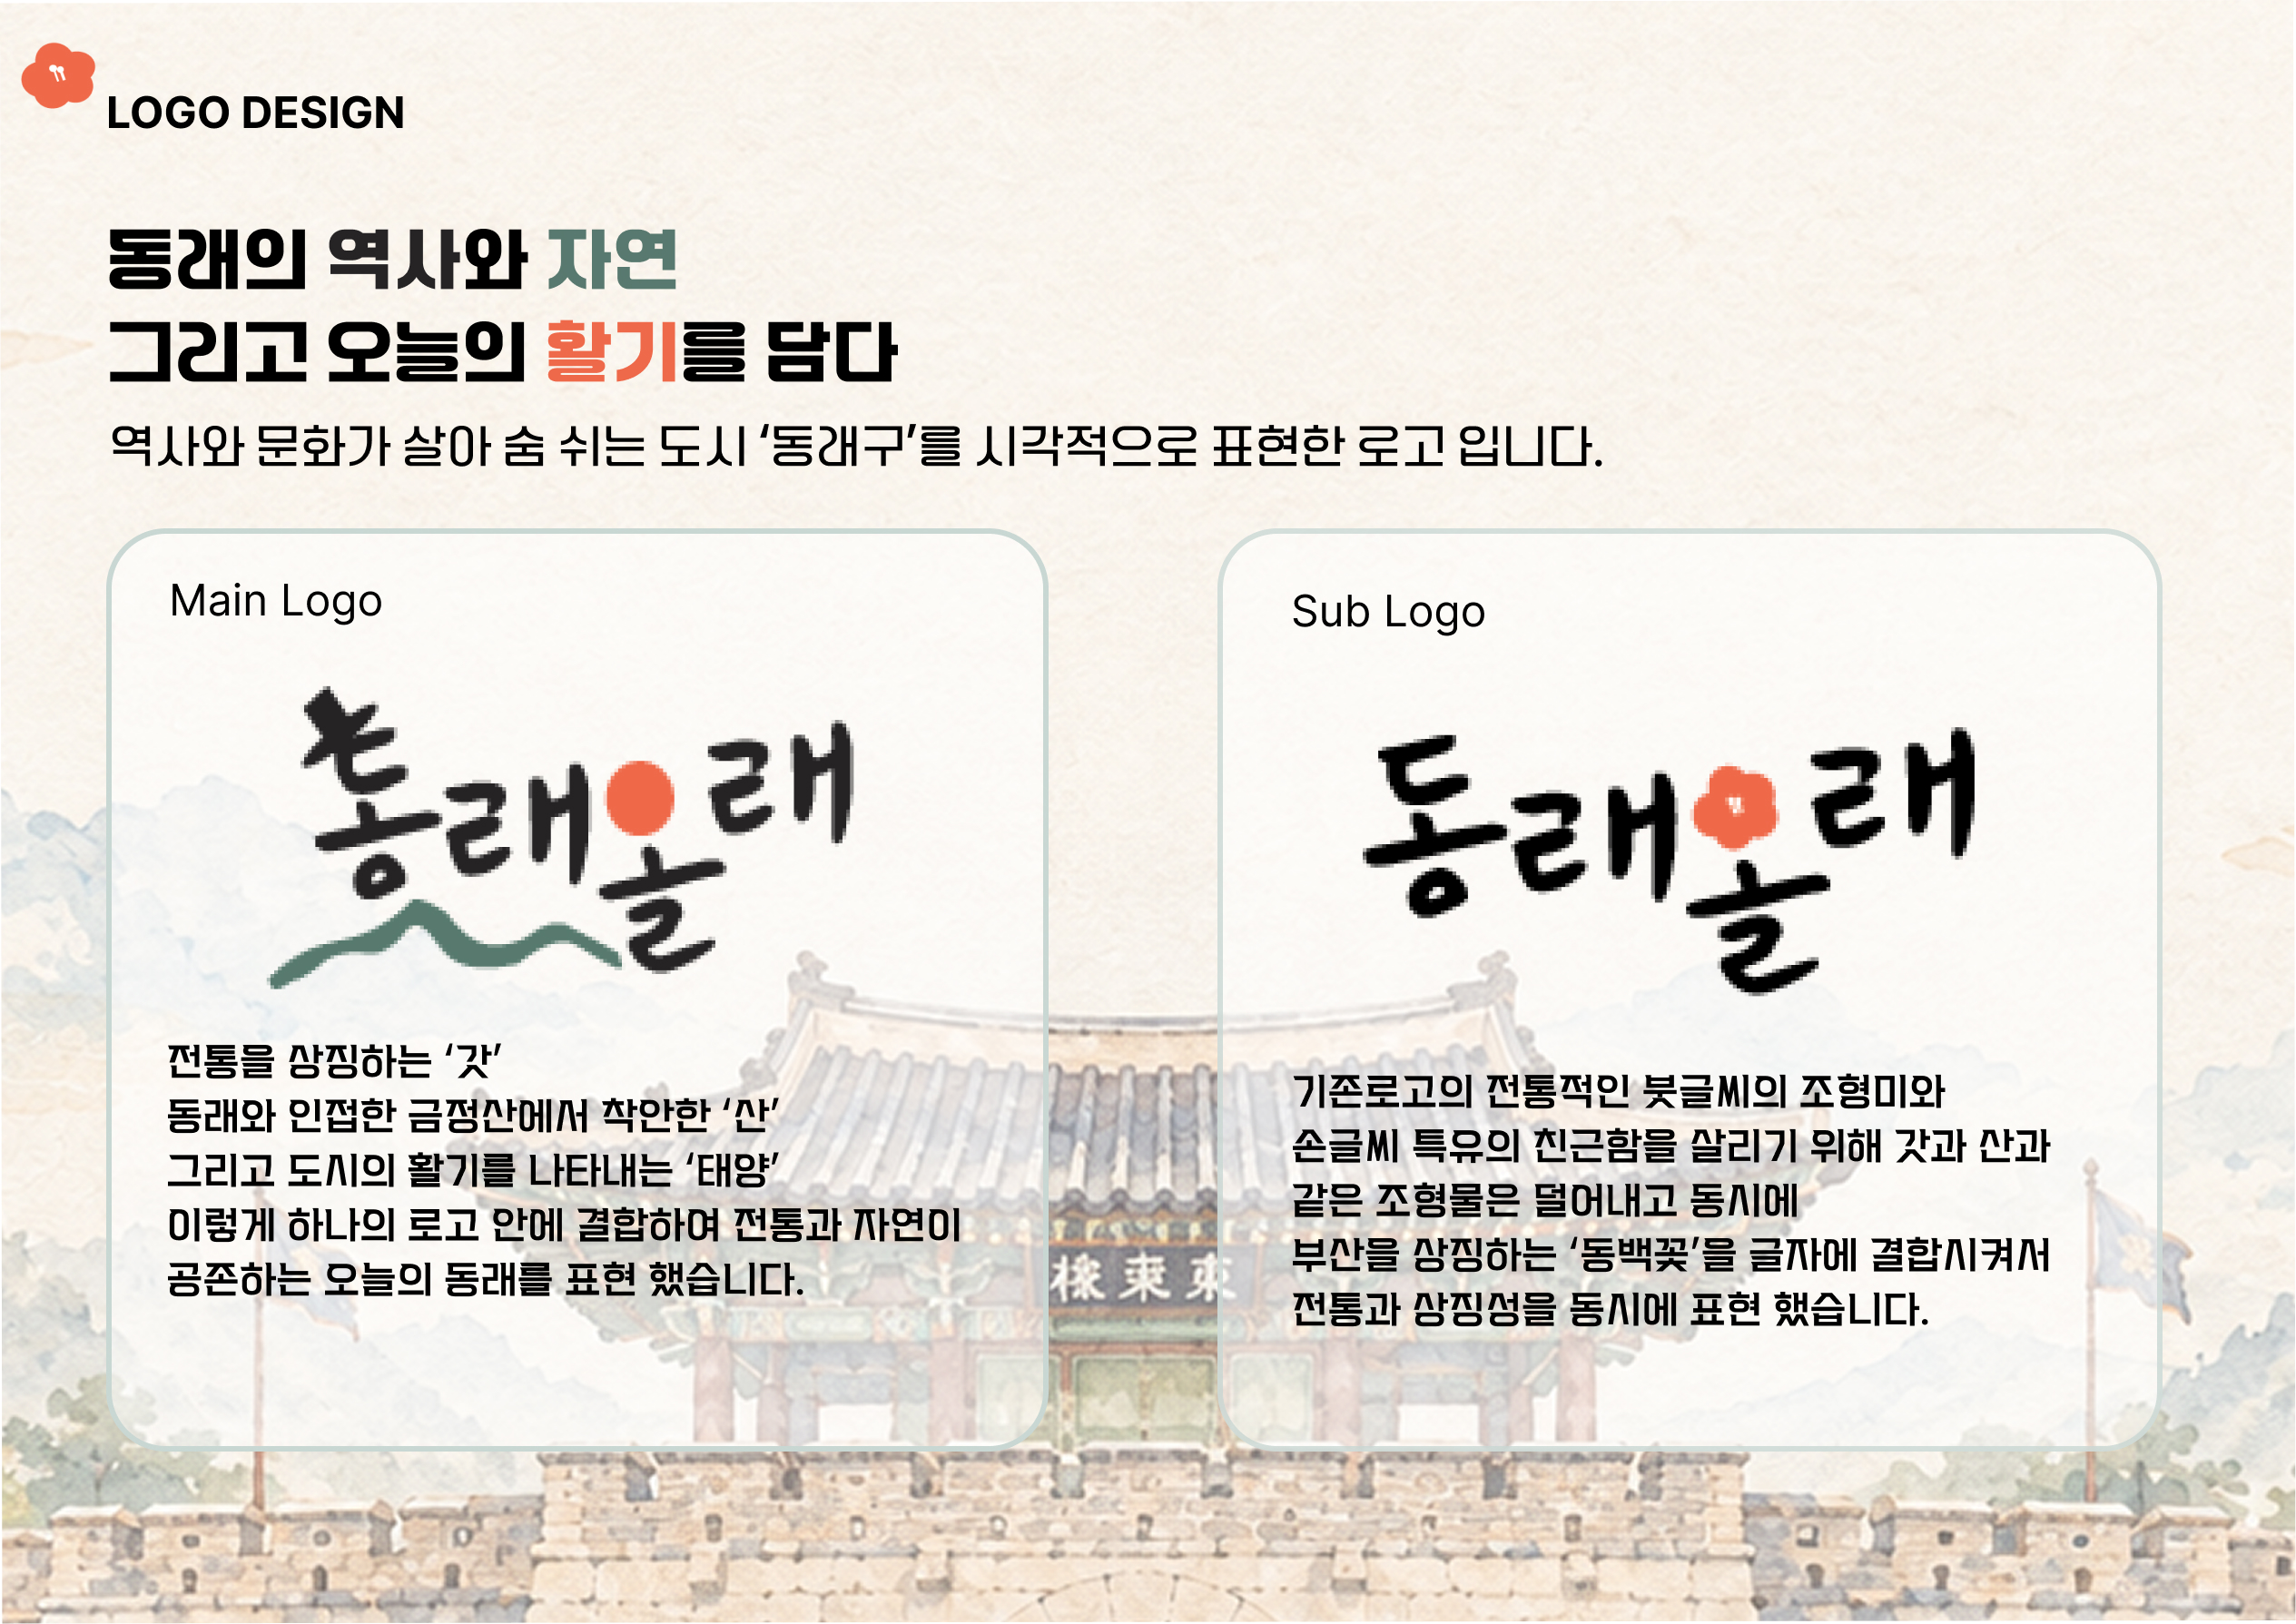 LOGO DESIGN
동래의 역사와 자연
그리고 오늘의 활기를 담다
역사와 문화가 살아 숨 쉬는 도시 ‘동래구’를 시각적으로 표현한 로고 입니다.
Main Logo
동래올래
전통을 상징하는 ‘갓’
동래와 인접한 금정산에서 착안한 ‘산’
그리고 도시의 활기를 나타내는 ‘태양’
이렇게 하나의 로고 안에 결합하여 전통과 자연이
공존하는 오늘의 동래를 표현 했습니다.
Sub Logo
동래올래
기존로고의 전통적인 붓글씨의 조형미와
손글씨 특유의 친근함을 살리기 위해 갓과 산과
같은 조형물은 덜어내고 동시에
부산을 상징하는 ‘동백꽃’을 글자에 결합시켜서
전통과 상징성을 동시에 표현 했습니다.